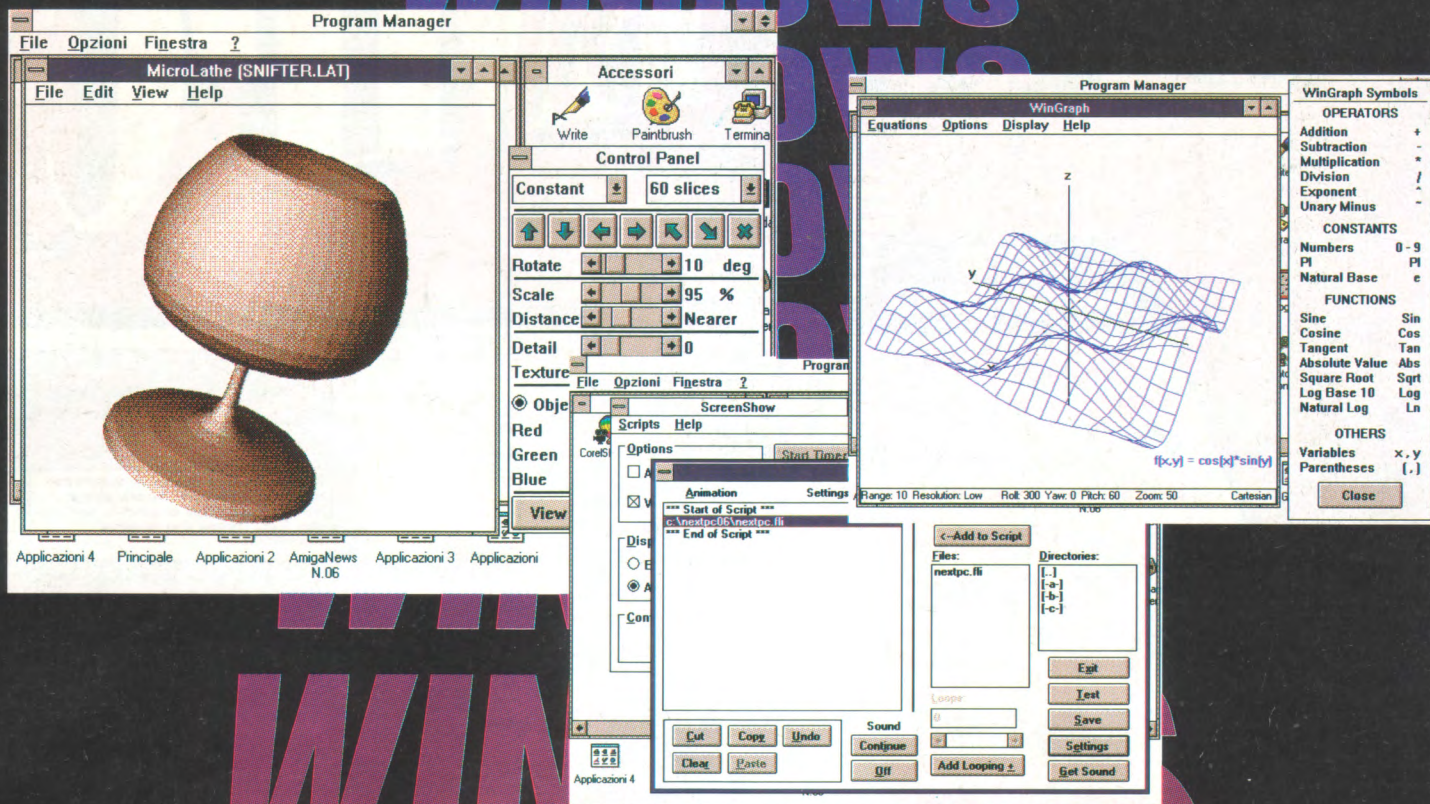 WINDOWS
Program Manager
File Opzioni Finestra ?
MicroLathe (SNIFTER.LAT)
File Edit View Help
Accessori
Write Paintbrush Termina
Control Panel
Constant 60 slices
Rotate 10 deg
Scale 95 %
Distance Nearer
Detail 0
Texture
Obje
Red
Green
Blue
View
Applicazioni 4 Principale Applicazioni 2 AmigaNews N.06 Applicazioni 3 Applicazioni
Program Manager
WinGraph
Equations Options Display Help
z
y
x
f(x,y) = cos(x)*sin(y)
Range: 10 Resolution: Low Roll: 300 Yaw: 0 Pitch: 60 Zoom: 50 Cartesian
WinGraph Symbols
OPERATORS
Addition +
Subtraction -
Multiplication *
Division /
Exponent ^
Unary Minus -
CONSTANTS
Numbers 0 - 9
PI PI
Natural Base e
FUNCTIONS
Sine Sin
Cosine Cos
Tangent Tan
Absolute Value Abs
Square Root Sqrt
Log Base 10 Log
Natural Log Ln
OTHERS
Variables x , y
Parentheses ( , )
Close
Program
File Opzioni Finestra ?
ScreenShow
Scripts Help
Options
Start Timer
Disp
Con
Animation Settings
*** Start of Script ***
c:\nextpc06\nextpc.fli
*** End of Script ***
N.06
<-Add to Script
Files: Directories:
nextpc.fli
[..]
[-a-]
[-b-]
[-c-]
Exit
Test
Loops:
0
Save
Sound
Cut Copy Undo
Continue
Settings
Clear Paste
Off
Add Looping +
Get Sound
Applicazioni 4